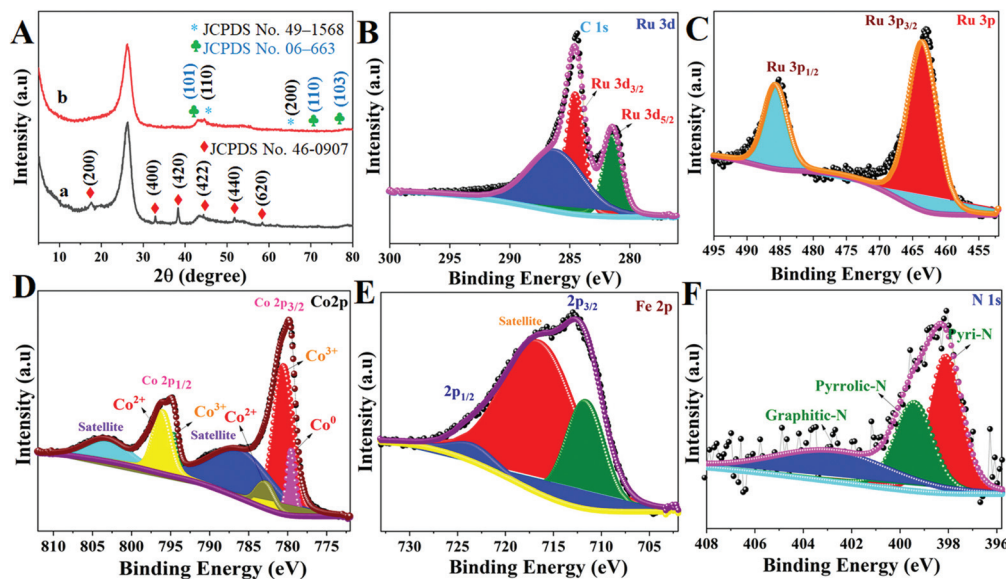 A
* JCPDS No. 49–1568
♣ JCPDS No. 06–663
(101)
(110)
(200)
(110)
(103)
b
♦ JCPDS No. 46-0907
a
(200)
(400)
(420)
(422)
(440)
(620)
Intensity (a.u)
10 20 30 40 50 60 70 80
2θ (degree)
B
Ru 3d
C 1s
Ru 3d3/2
Ru 3d5/2
Intensity (a.u)
300 295 290 285 280
Binding Energy (eV)
C
Ru 3p
Ru 3p3/2
Ru 3p1/2
Intensity (a.u)
495 490 485 480 475 470 465 460 455
Binding Energy (eV)
D
Co2p
Co 2p3/2
Co 2p1/2
Co3+
Co2+
Co3+
Co2+
Co0
Satellite
Satellite
Intensity (a.u)
810 805 800 795 790 785 780 775
Binding Energy (eV)
E
Fe 2p
2p3/2
Satellite
2p1/2
Intensity (a.u)
730 725 720 715 710 705
Binding Energy (eV)
F
N 1s
Pyri-N
Pyrrolic-N
Graphitic-N
Intensity (a.u)
408 406 404 402 400 398 396
Binding Energy (eV)